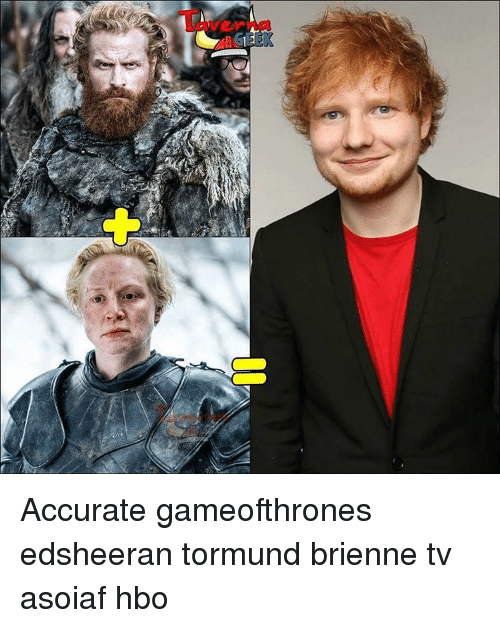 Taverna
GEEK
Accurate gameofthrones
edsheeran tormund brienne tv
asoiaf hbo